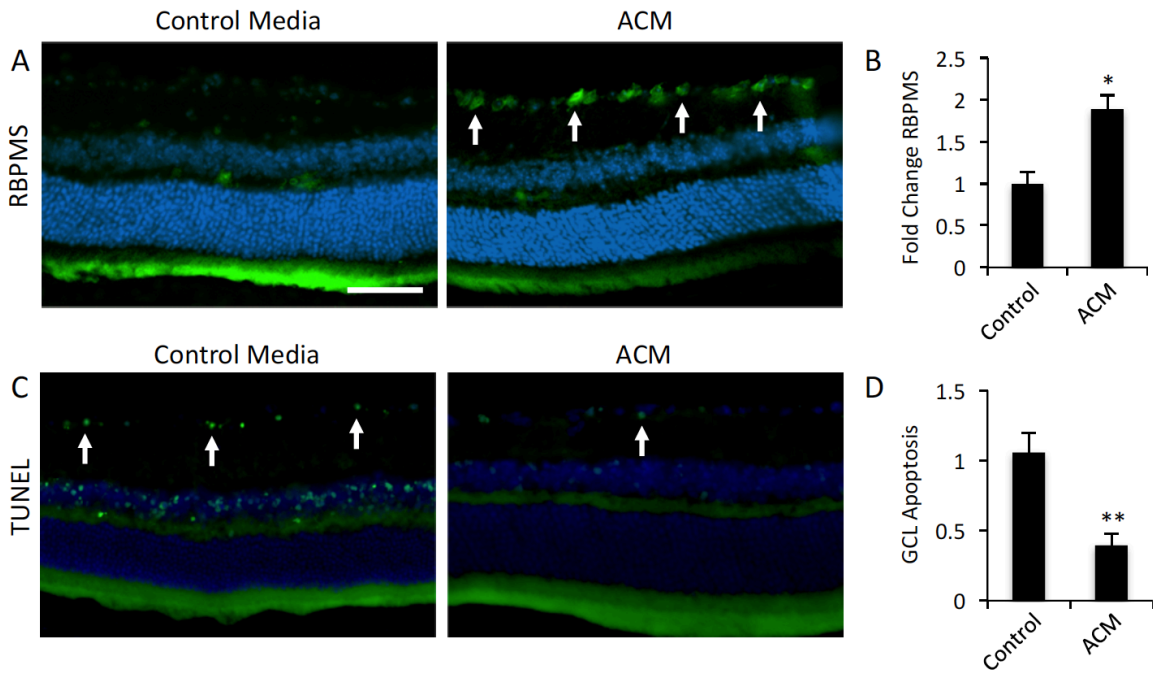 Control Media
ACM
A
RBPMS
B
Fold Change RBPMS
2.5
2
1.5
1
0.5
0
*
Control
ACM
Control Media
ACM
C
TUNEL
D
GCL Apoptosis
1.5
1
0.5
0
**
Control
ACM